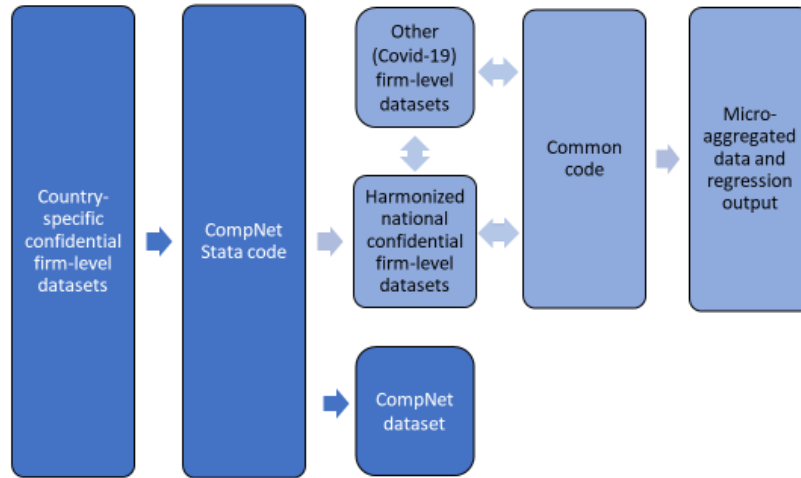 Country-
specific
confidential
firm-level
datasets
CompNet
Stata code
Other
(Covid-19)
firm-level
datasets
Harmonized
national
confidential
firm-level
datasets
CompNet
dataset
Common
code
Micro-
aggregated
data and
regression
output